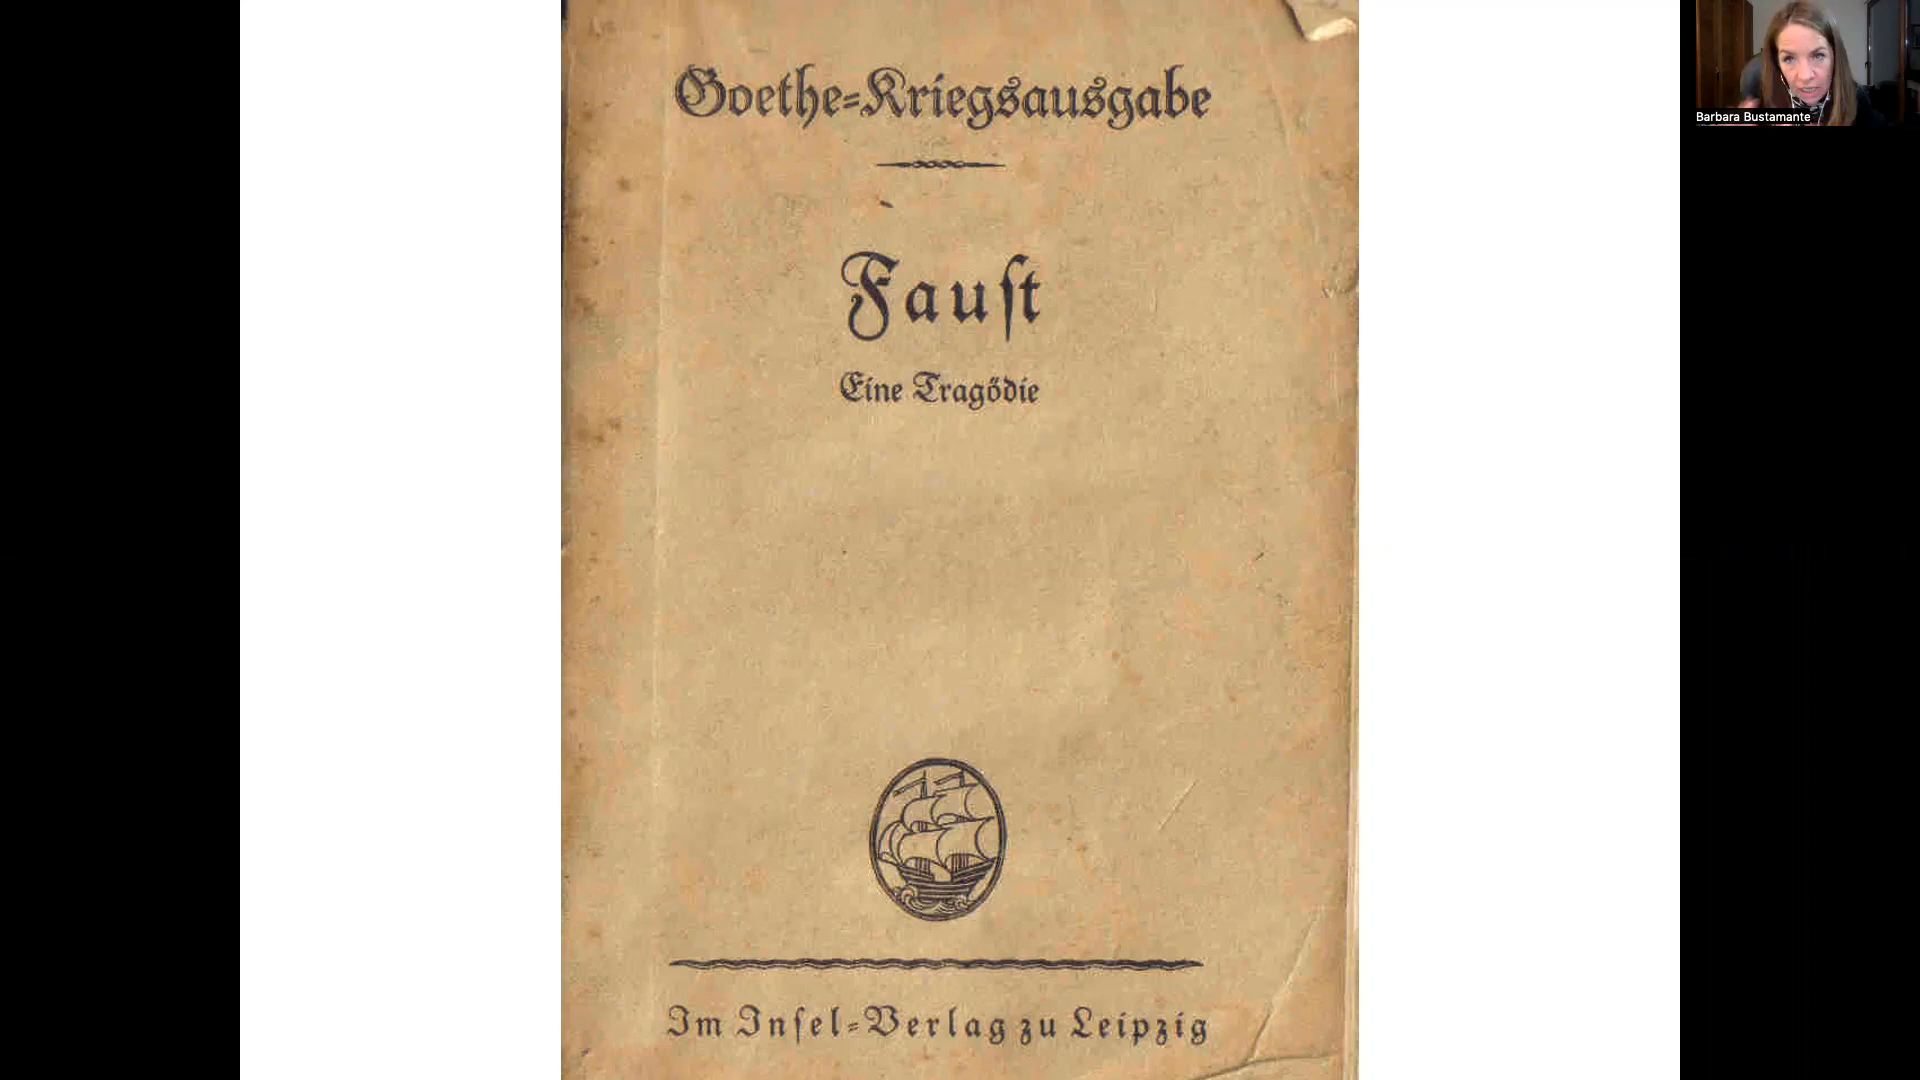 Goethe=Kriegsausgabe
Fauſt
Eine Tragödie
Im Inſel=Verlag zu Leipzig
Barbara Bustamante